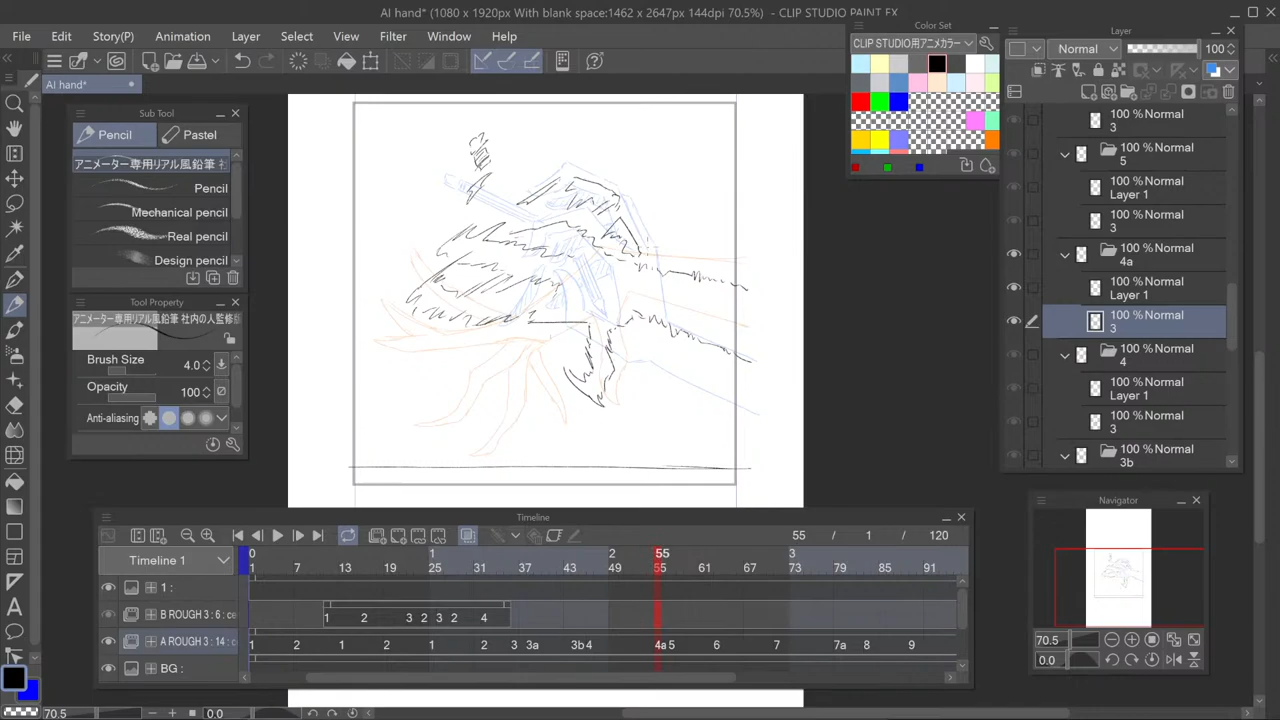 AI hand* (1080 x 1920px With blank space:1462 x 2647px 144dpi 70.5%) - CLIP STUDIO PAINT EX
File Edit Story(P) Animation Layer Select View Filter Window Help
AI hand*
Sub Tool
Pencil Pastel
アニメーター専用リアル風鉛筆
Pencil
Mechanical pencil
Real pencil
Design pencil
Tool Property
アニメーター専用リアル風鉛筆 社内の人監修
Brush Size 4.0
Opacity 100
Anti-aliasing
Color Set
CLIP STUDIO用アニメカラー
Layer
Normal 100
100 % Normal
3
100 % Normal
5
100 % Normal
Layer 1
100 % Normal
3
100 % Normal
4a
100 % Normal
Layer 1
100 % Normal
3
100 % Normal
4
100 % Normal
Layer 1
100 % Normal
3
100 % Normal
3b
Navigator
70.5
0.0
Timeline
55 / 1 / 120
Timeline 1
0 1 2 55 3
1 7 13 19 25 31 37 43 49 55 61 67 73 79 85 91
1 :
B ROUGH 3 : 6 : ce
1 2 3 2 3 2 4
A ROUGH 3 : 14 : c
1 2 1 2 1 2 3 3a 3b 4 4a 5 6 7 7a 8 9
BG :
70.5 0.0